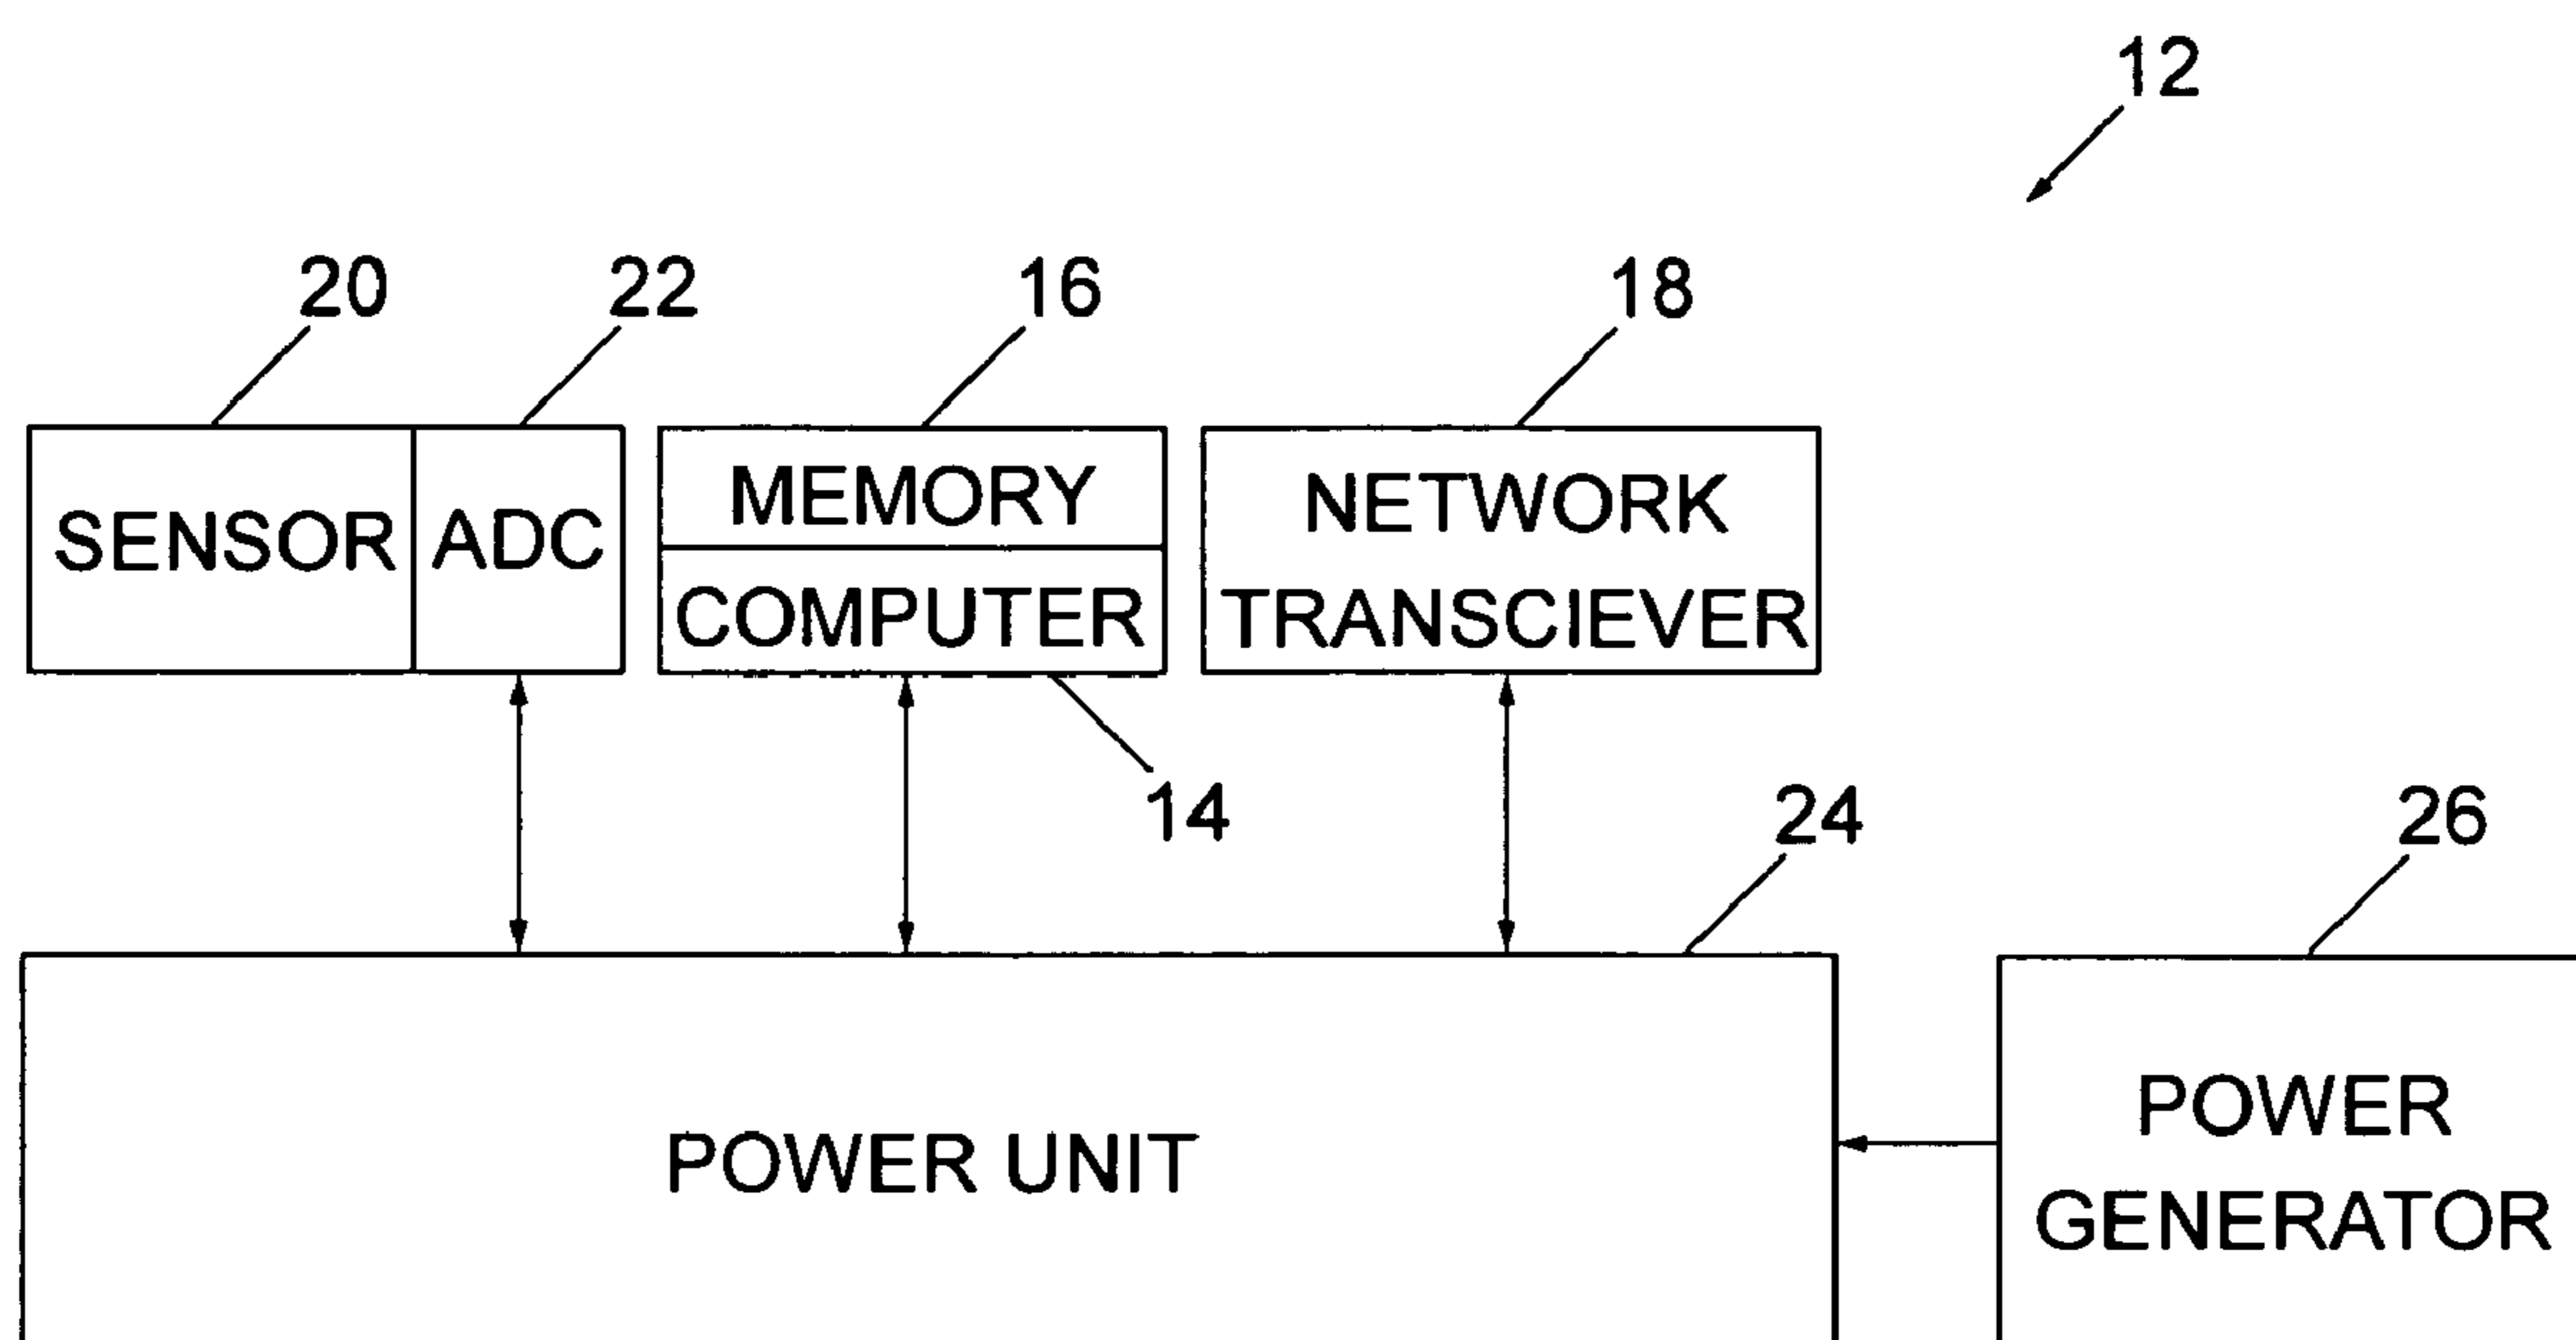 12
20 22 16 18
SENSOR ADC
MEMORY
COMPUTER
NETWORK
TRANSCIEVER
14
24
26
POWER UNIT
POWER
GENERATOR